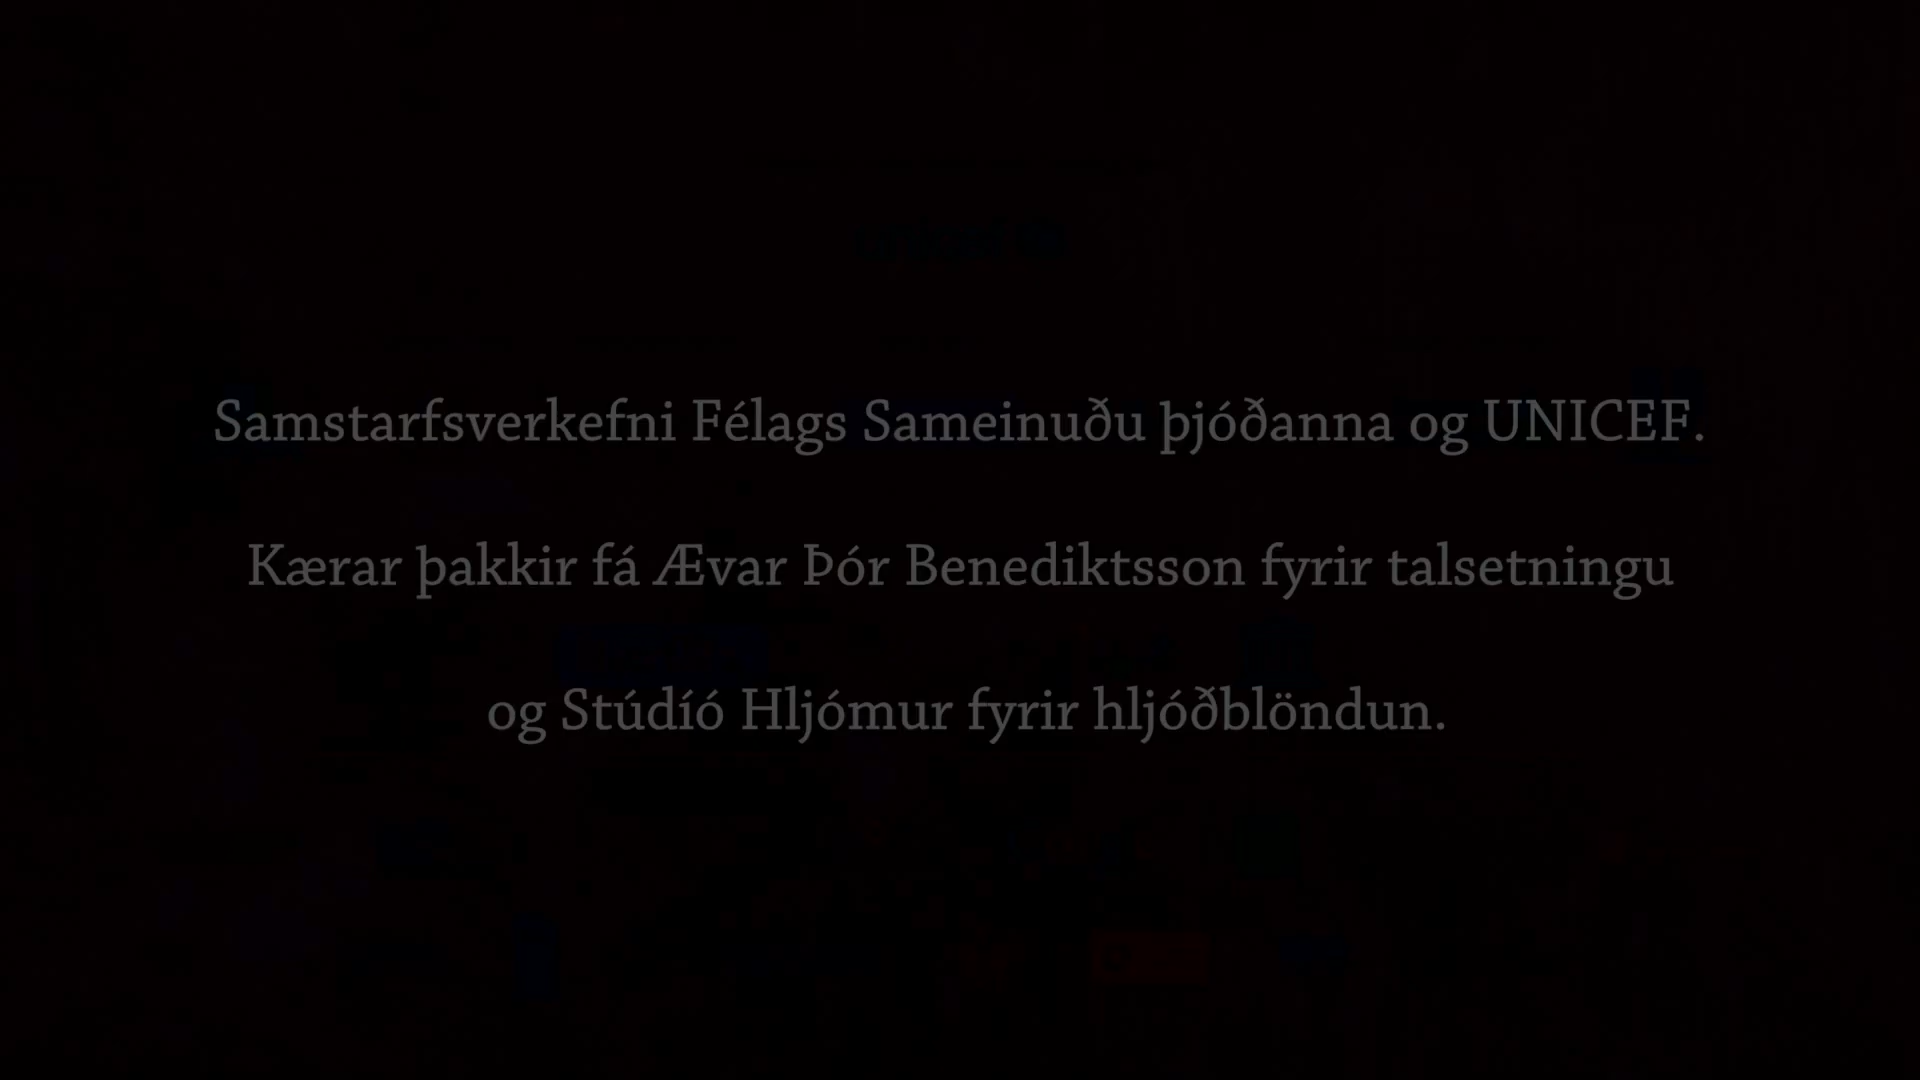 Samstarfsverkefni Félags Sameinuðu þjóðanna og UNICEF.
Kærar þakkir fá Ævar Þór Benediktsson fyrir talsetningu
og Stúdíó Hljómur fyrir hljóðblöndun.